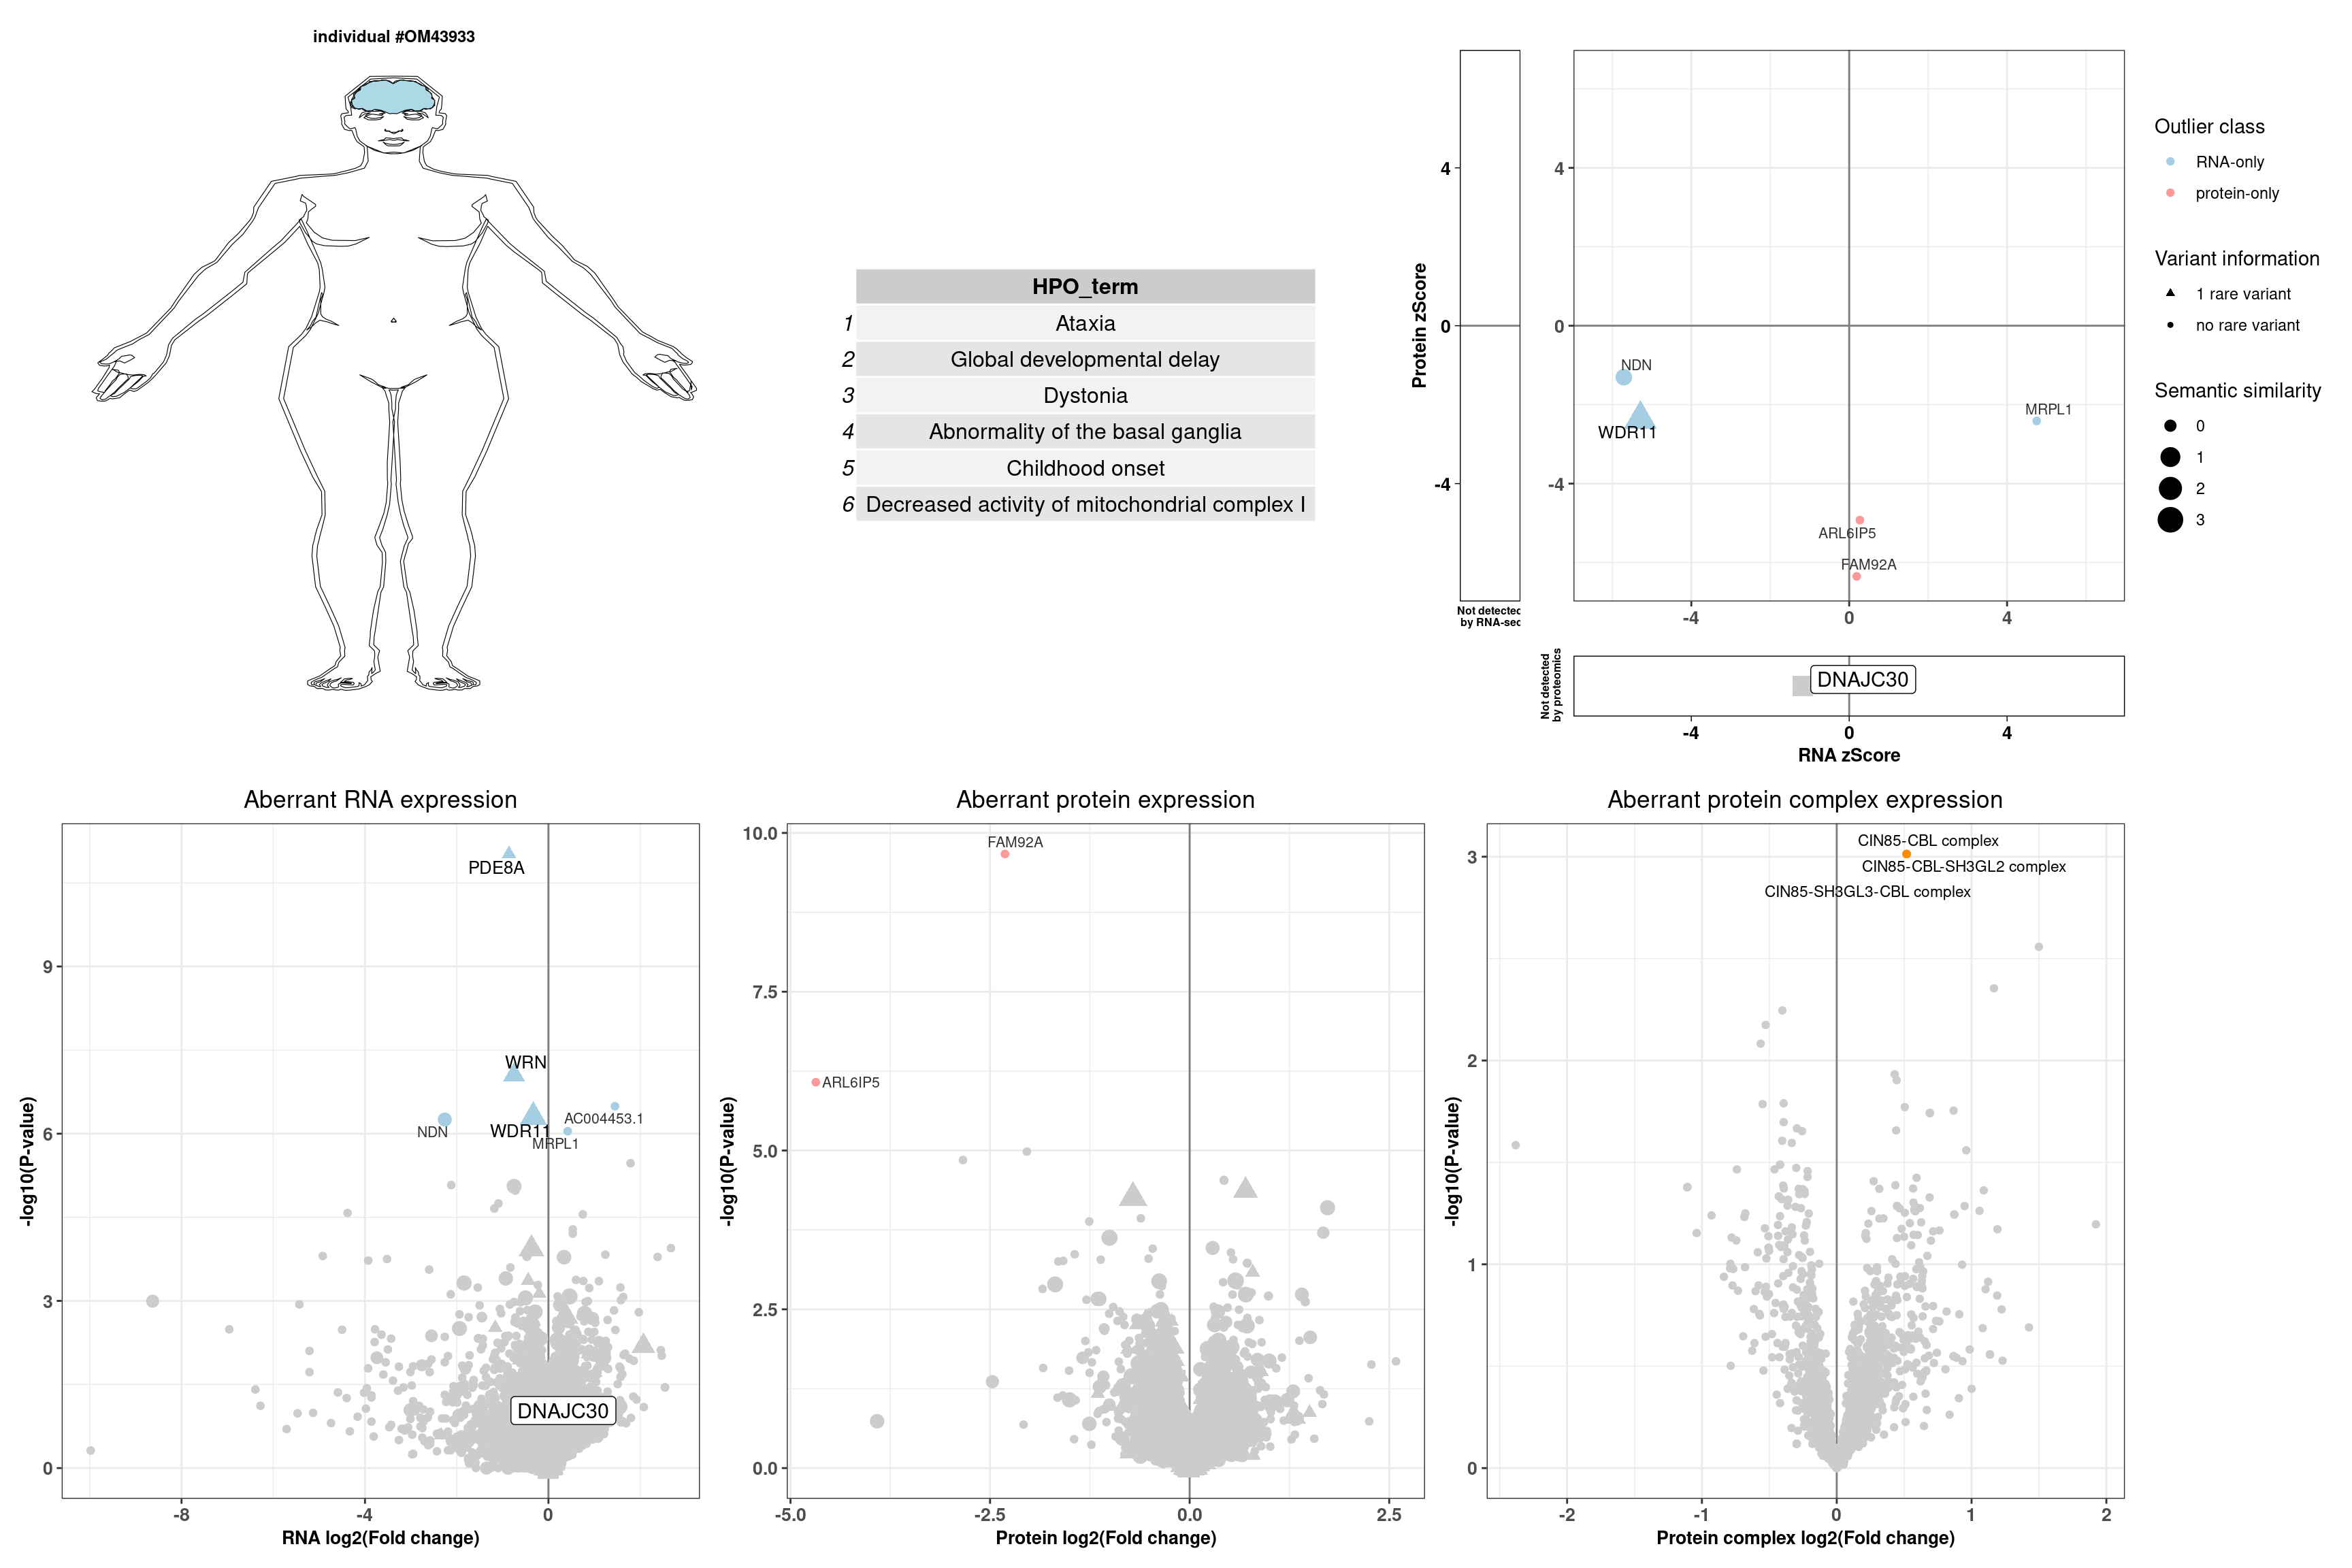 individual #OM43933
HPO_term
1 Ataxia
2 Global developmental delay
3 Dystonia
4 Abnormality of the basal ganglia
5 Childhood onset
6 Decreased activity of mitochondrial complex I
Protein zScore
4
0
-4
Not detected
by RNA-seq
4
0
-4
NDN
WDR11
MRPL1
ARL6IP5
FAM92A
-4 0 4
Not detected
by proteomics
DNAJC30
-4 0 4
RNA zScore
Outlier class
RNA-only
protein-only
Variant information
1 rare variant
no rare variant
Semantic similarity
0
1
2
3
Aberrant RNA expression
-log10(P-value)
9
6
3
0
PDE8A
WRN
AC004453.1
NDN
WDR11
MRPL1
DNAJC30
-8 -4 0
RNA log2(Fold change)
Aberrant protein expression
-log10(P-value)
10.0
7.5
5.0
2.5
0.0
FAM92A
ARL6IP5
-5.0 -2.5 0.0 2.5
Protein log2(Fold change)
Aberrant protein complex expression
-log10(P-value)
3
2
1
0
CIN85-CBL complex
CIN85-CBL-SH3GL2 complex
CIN85-SH3GL3-CBL complex
-2 -1 0 1 2
Protein complex log2(Fold change)